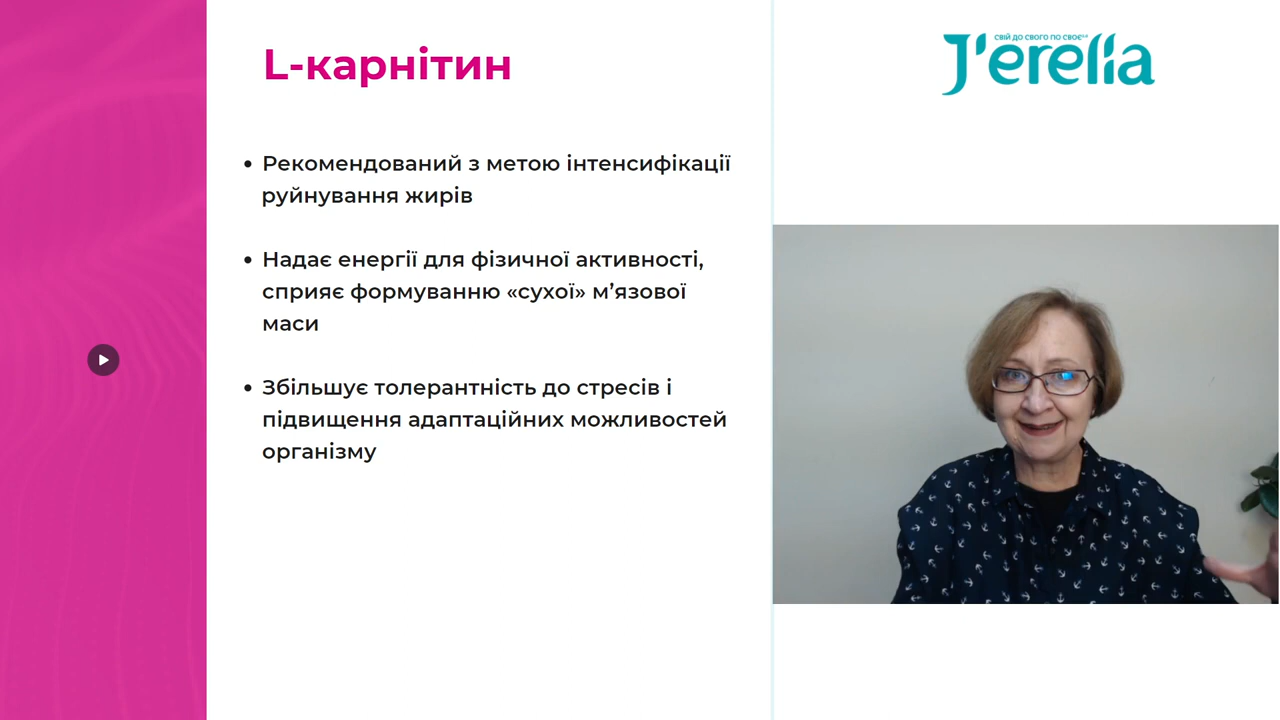 L-карнітин
СВІЙ ДО СВОГО ПО СВОЄ
J'erelia
• Рекомендований з метою інтенсифікації
руйнування жирів
• Надає енергії для фізичної активності,
сприяє формуванню «сухої» м’язової
маси
• Збільшує толерантність до стресів і
підвищення адаптаційних можливостей
організму